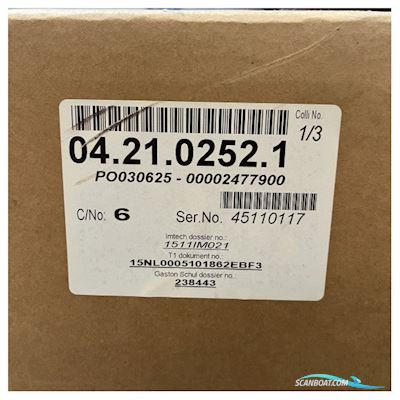 Colli No.
1/3
04.21.0252.1
PO030625 - 00002477900
C/No: 6 Ser.No. 45110117
Imtech dossier no.:
1511IM021
T1 dokument no.:
15NL0005101862EBF3
Gaston Schul dossier no.:
238443
SCANBOAT.COM